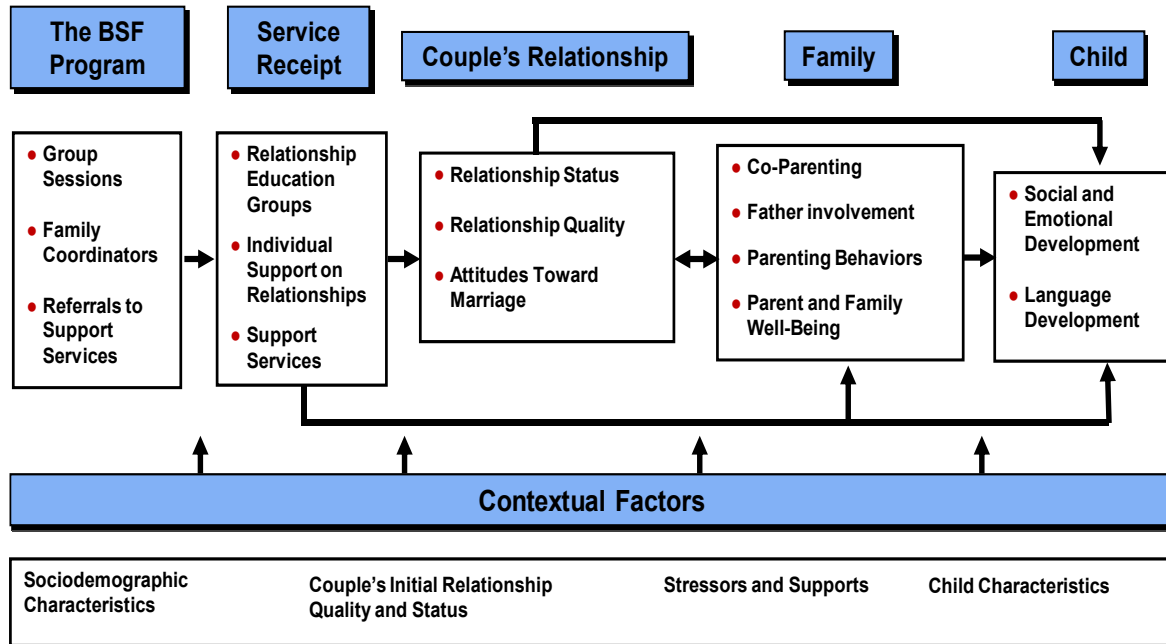 The BSF
Program
Service
Receipt
Couple's Relationship
Family
Child
• Group
Sessions
• Family
Coordinators
• Referrals to
Support
Services
• Relationship
Education
Groups
• Individual
Support on
Relationships
• Support
Services
• Relationship Status
• Relationship Quality
• Attitudes Toward
Marriage
• Co-Parenting
• Father involvement
• Parenting Behaviors
• Parent and Family
Well-Being
• Social and
Emotional
Development
• Language
Development
Contextual Factors
Sociodemographic
Characteristics
Couple's Initial Relationship
Quality and Status
Stressors and Supports
Child Characteristics